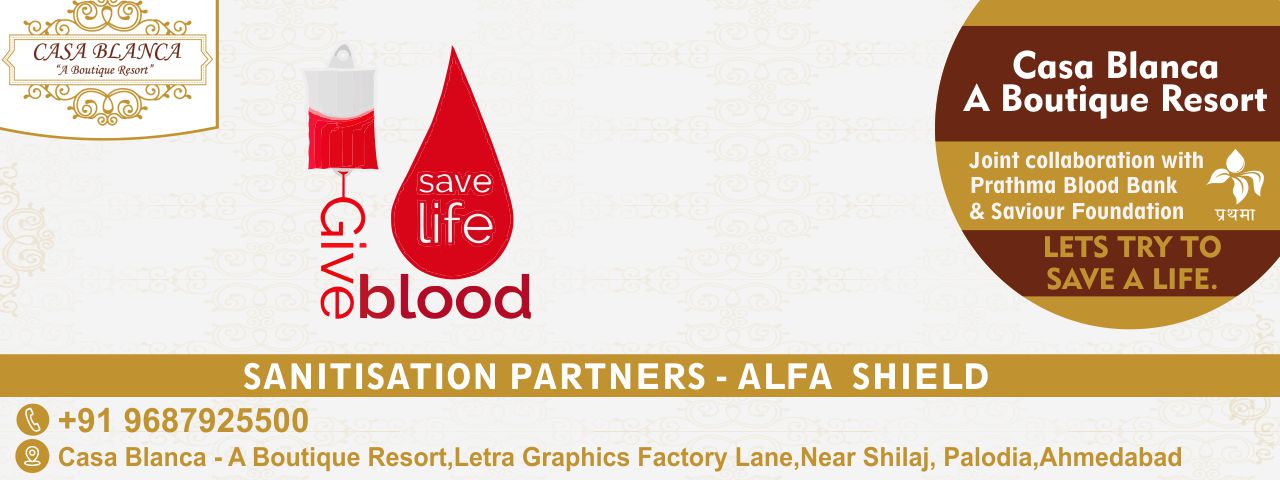 CASA BLANCA
"A Boutique Resort"
save
life
Give
blood
Casa Blanca
A Boutique Resort
Joint collaboration with
Prathma Blood Bank
& Saviour Foundation
प्रथमा
LETS TRY TO
SAVE A LIFE.
SANITISATION PARTNERS - ALFA SHIELD
+91 9687925500
Casa Blanca - A Boutique Resort,Letra Graphics Factory Lane,Near Shilaj, Palodia,Ahmedabad